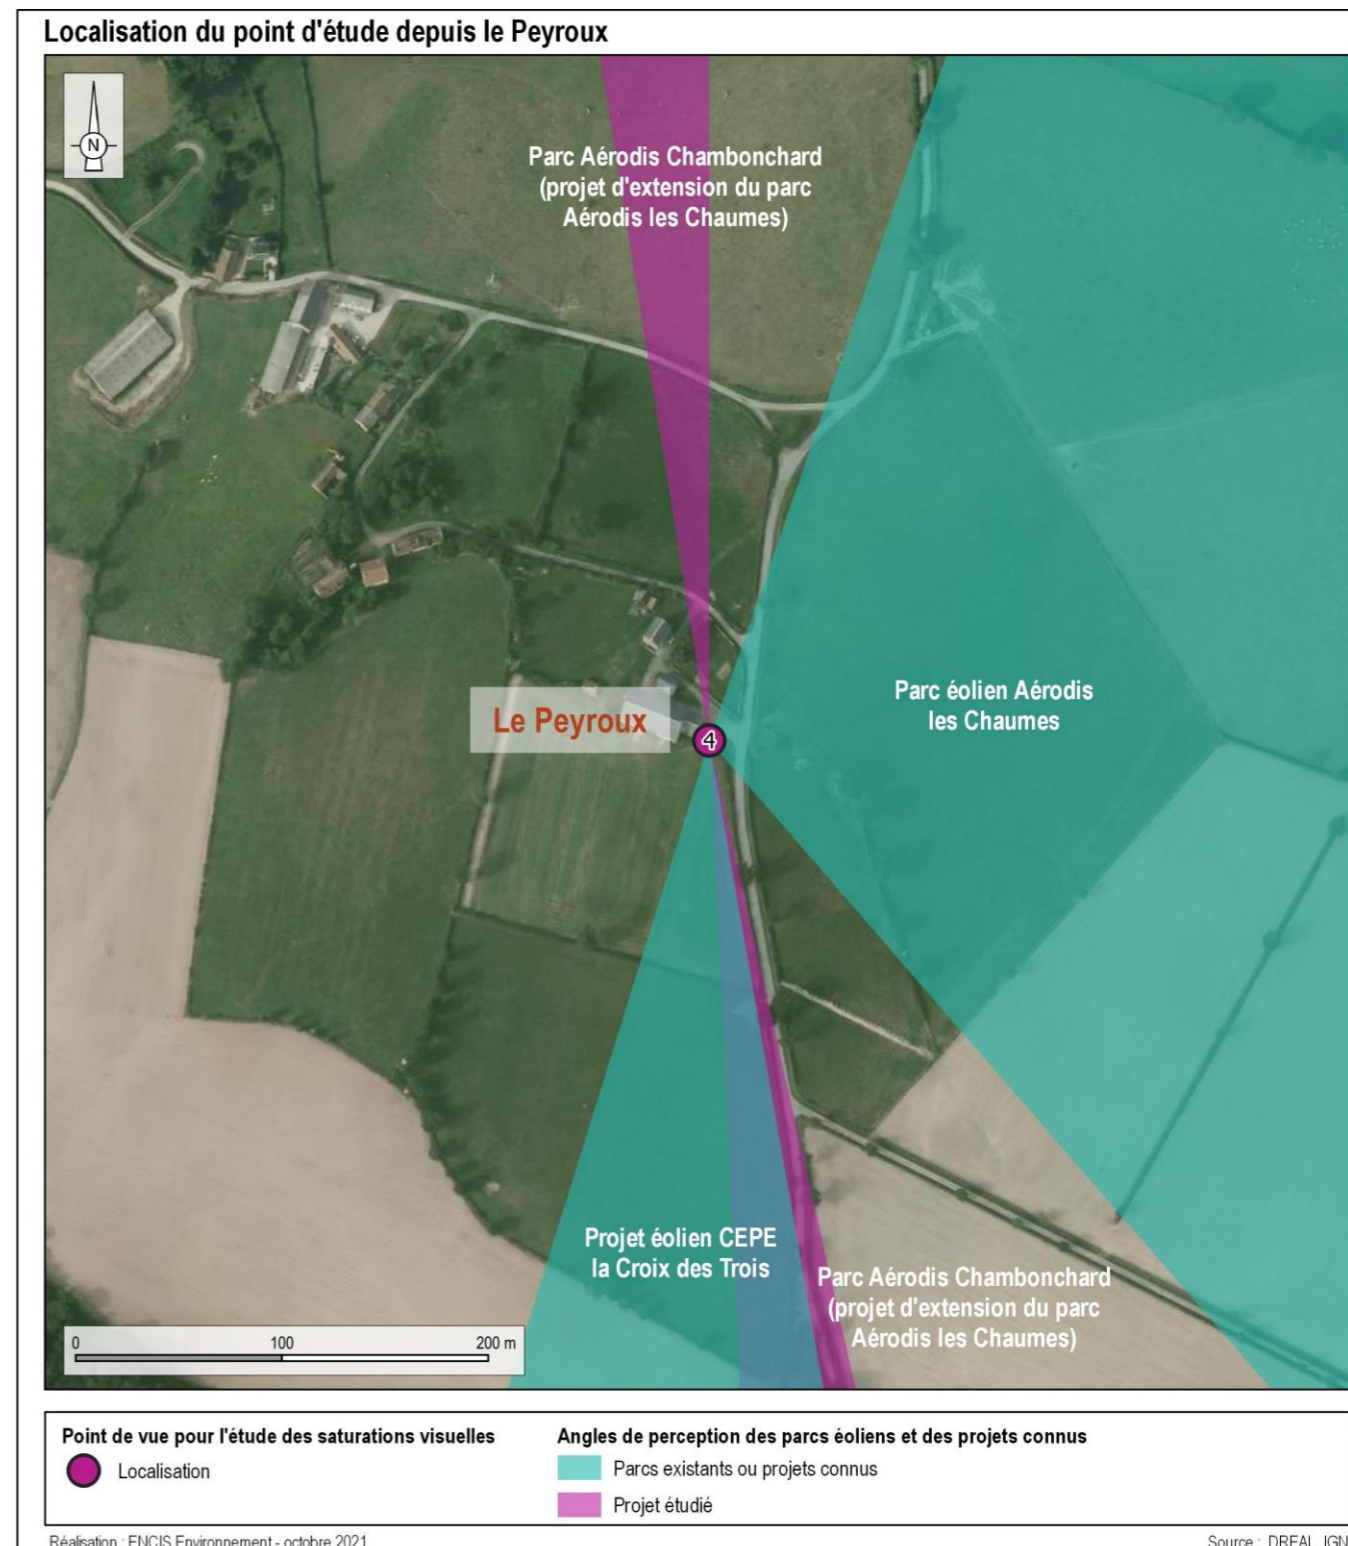 Localisation du point d'étude depuis le Peyroux
N
Parc Aérodis Chambonchard
(projet d'extension du parc
Aérodis les Chaumes)
Parc éolien Aérodis
les Chaumes
Le Peyroux
4
Projet éolien CEPE
la Croix des Trois
Parc Aérodis Chambonchard
(projet d'extension du parc
Aérodis les Chaumes)
0 100 200 m
Point de vue pour l'étude des saturations visuelles
Localisation
Angles de perception des parcs éoliens et des projets connus
Parcs existants ou projets connus
Projet étudié
Réalisation : ENCIS Environnement - octobre 2021
Source : DREAL, IGN